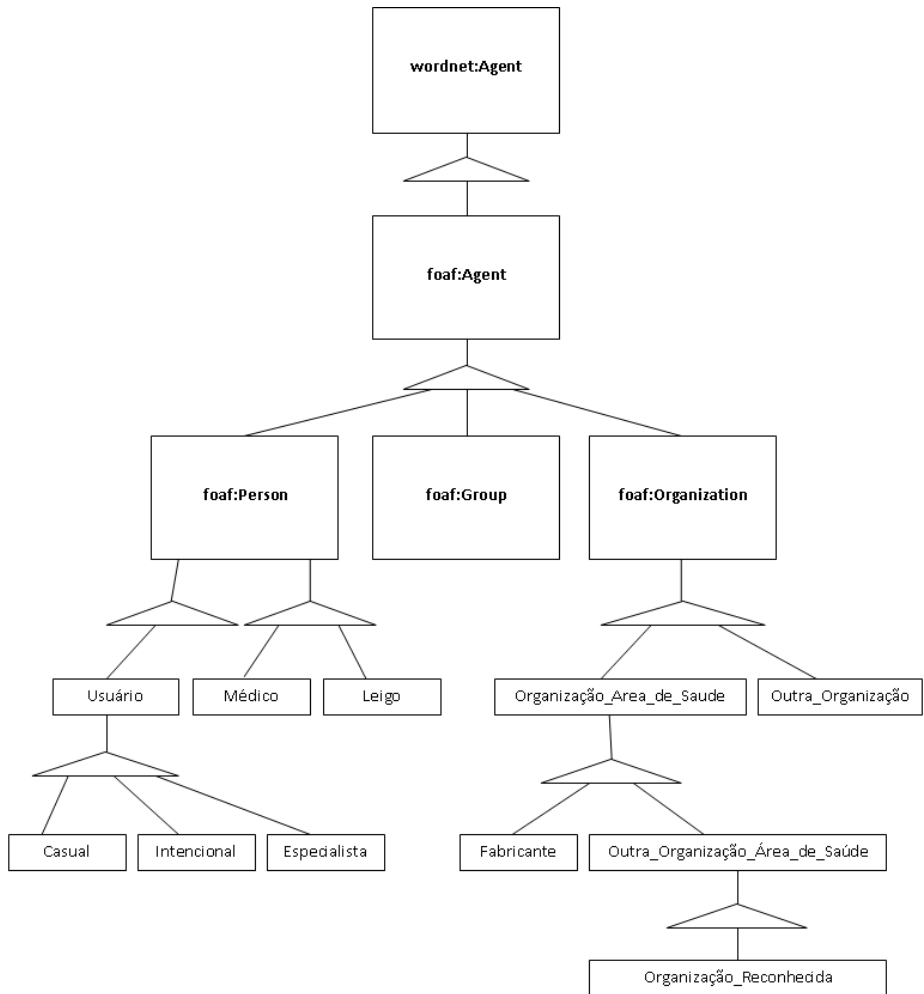 wordnet:Agent
foaf:Agent
foaf:Person
foaf:Group
foaf:Organization
Usuário
Médico
Leigo
Organização_Area_de_Saude
Outra_Organização
Casual
Intencional
Especialista
Fabricante
Outra_Organização_Área_de_Saúde
Organização_Reconhecida